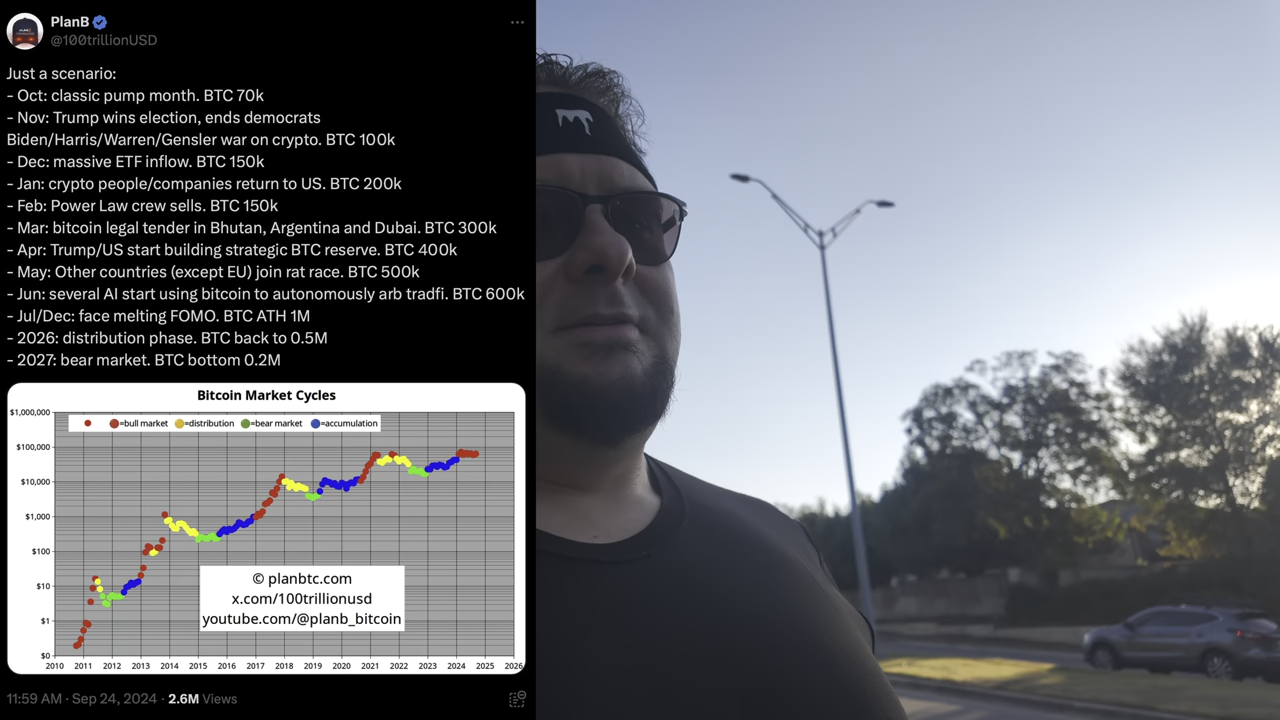 PlanB
@100trillionUSD
Just a scenario:
- Oct: classic pump month. BTC 70k
- Nov: Trump wins election, ends democrats
Biden/Harris/Warren/Gensler war on crypto. BTC 100k
- Dec: massive ETF inflow. BTC 150k
- Jan: crypto people/companies return to US. BTC 200k
- Feb: Power Law crew sells. BTC 150k
- Mar: bitcoin legal tender in Bhutan, Argentina and Dubai. BTC 300k
- Apr: Trump/US start building strategic BTC reserve. BTC 400k
- May: Other countries (except EU) join rat race. BTC 500k
- Jun: several AI start using bitcoin to autonomously arb tradfi. BTC 600k
- Jul/Dec: face melting FOMO. BTC ATH 1M
- 2026: distribution phase. BTC back to 0.5M
- 2027: bear market. BTC bottom 0.2M
Bitcoin Market Cycles
=bull market =distribution =bear market =accumulation
$1,000,000
$100,000
$10,000
$1,000
$100
$10
$1
$0
2010 2011 2012 2013 2014 2015 2016 2017 2018 2019 2020 2021 2022 2023 2024 2025 2026
© planbtc.com
x.com/100trillionusd
youtube.com/@planb_bitcoin
11:59 AM · Sep 24, 2024 · 2.6M Views